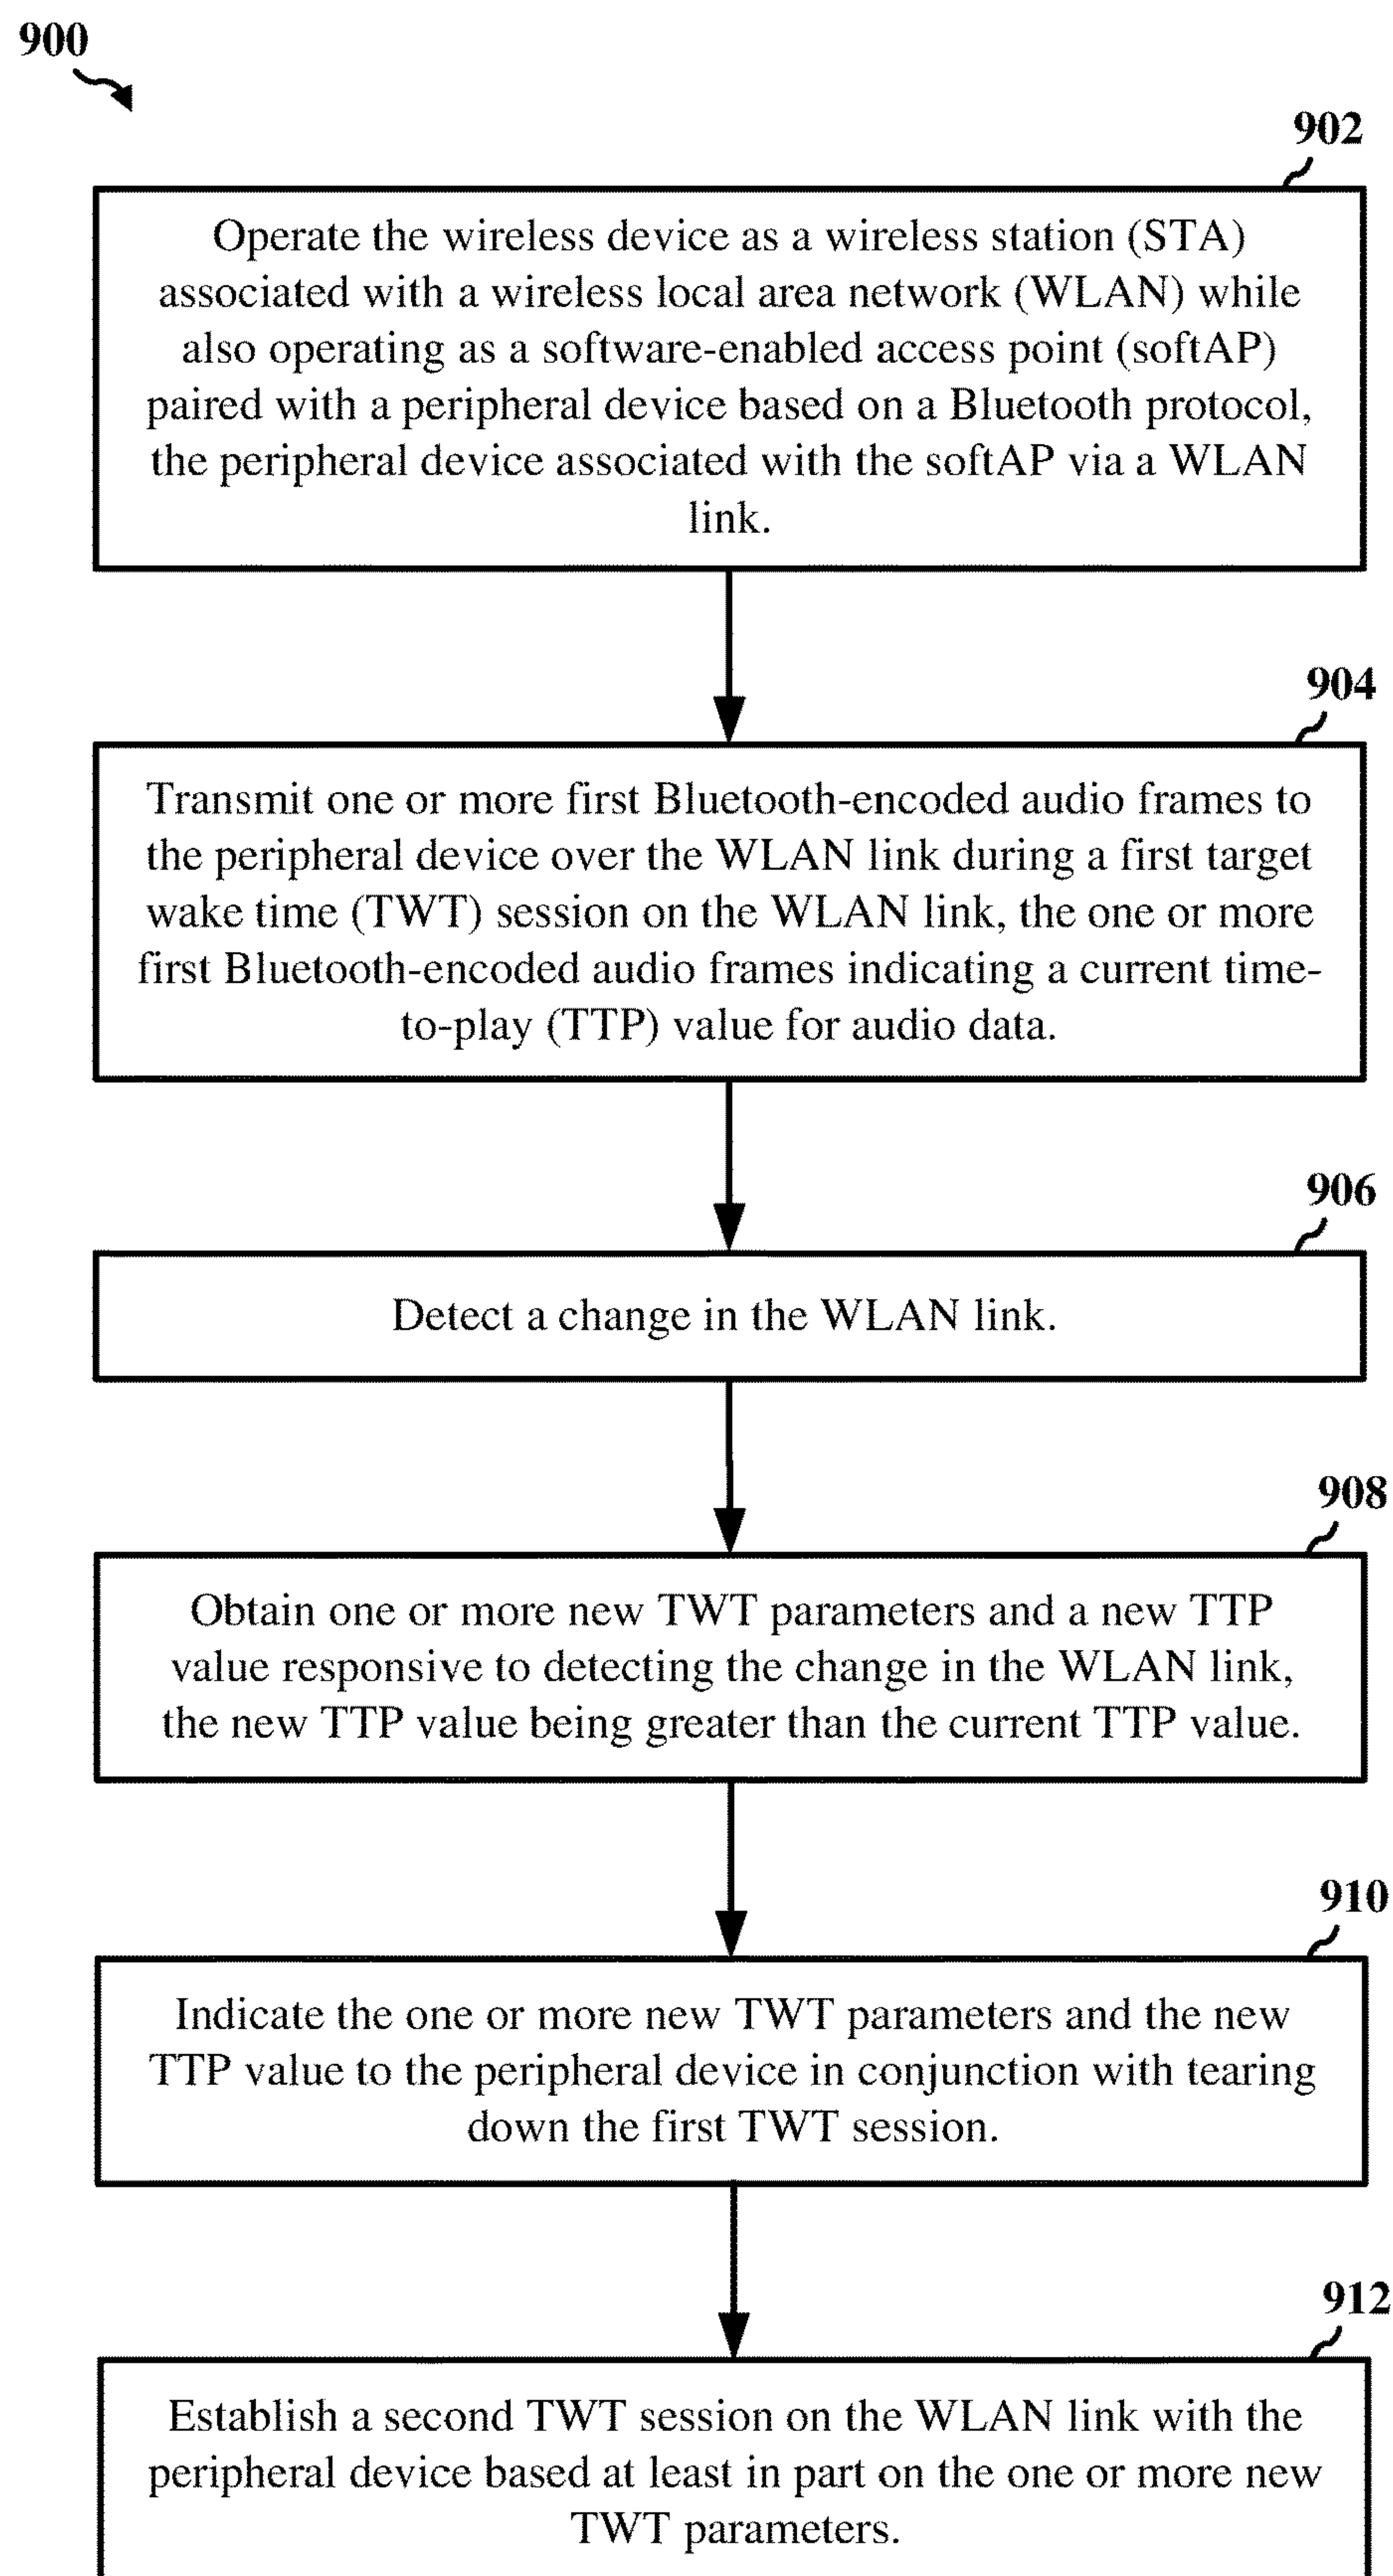 900
902
Operate the wireless device as a wireless station (STA)
associated with a wireless local area network (WLAN) while
also operating as a software-enabled access point (softAP)
paired with a peripheral device based on a Bluetooth protocol,
the peripheral device associated with the softAP via a WLAN
link.
904
Transmit one or more first Bluetooth-encoded audio frames to
the peripheral device over the WLAN link during a first target
wake time (TWT) session on the WLAN link, the one or more
first Bluetooth-encoded audio frames indicating a current time-
to-play (TTP) value for audio data.
906
Detect a change in the WLAN link.
908
Obtain one or more new TWT parameters and a new TTP
value responsive to detecting the change in the WLAN link,
the new TTP value being greater than the current TTP value.
910
Indicate the one or more new TWT parameters and the new
TTP value to the peripheral device in conjunction with tearing
down the first TWT session.
912
Establish a second TWT session on the WLAN link with the
peripheral device based at least in part on the one or more new
TWT parameters.